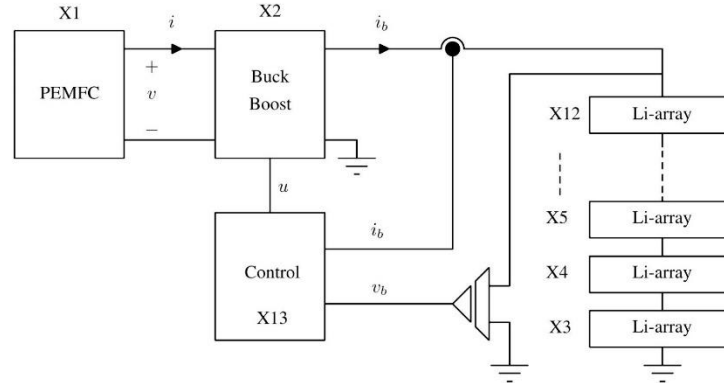 X1
X2
i
i_b
+
PEMFC
v
−
Buck
Boost
X12
Li-array
u
X5
Li-array
i_b
Control
X4
Li-array
v_b
X13
X3
Li-array